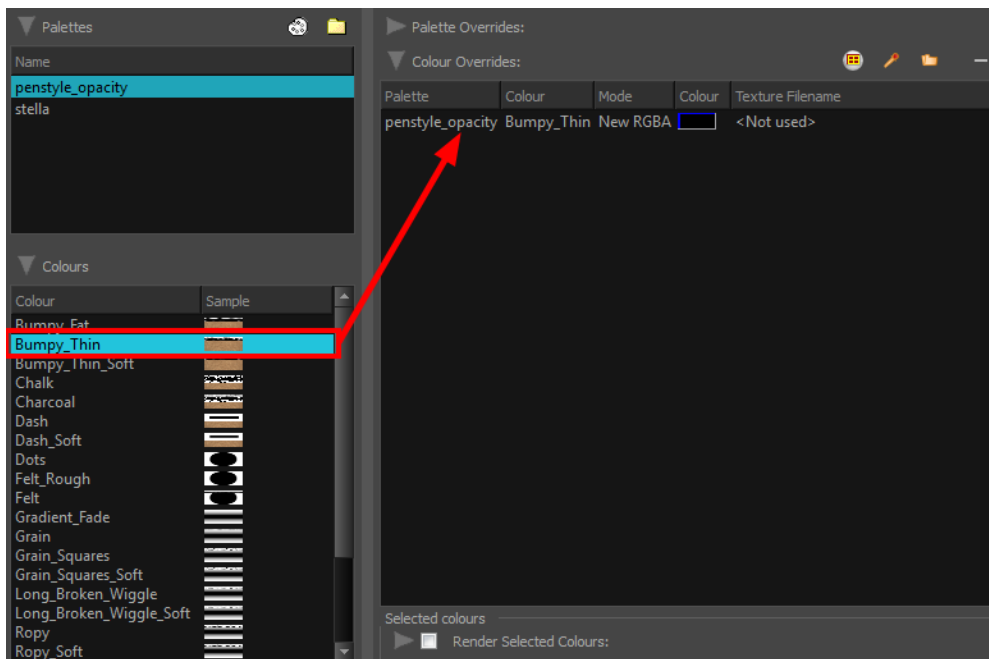 Palettes
Name
penstyle_opacity
stella
Colours
Colour Sample
Bumpy_Fat
Bumpy_Thin
Bumpy_Thin_Soft
Chalk
Charcoal
Dash
Dash_Soft
Dots
Felt_Rough
Felt
Gradient_Fade
Grain
Grain_Squares
Grain_Squares_Soft
Long_Broken_Wiggle
Long_Broken_Wiggle_Soft
Ropy
Ropy_Soft
Palette Overrides:
Colour Overrides:
Palette Colour Mode Colour Texture Filename
penstyle_opacity Bumpy_Thin New RGBA <Not used>
Selected colours
Render Selected Colours: